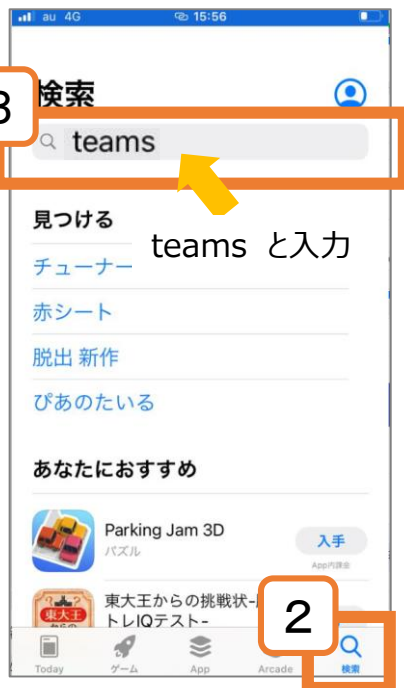 au 4G 15:56
検索
3
teams
見つける
teams と入力
チューナー
赤シート
脱出 新作
ぴあのたいる
あなたにおすすめ
Parking Jam 3D
パズル
入手
App内課金
東大王からの挑戦状-
トレIQテスト-
2
Today ゲーム App Arcade 検索